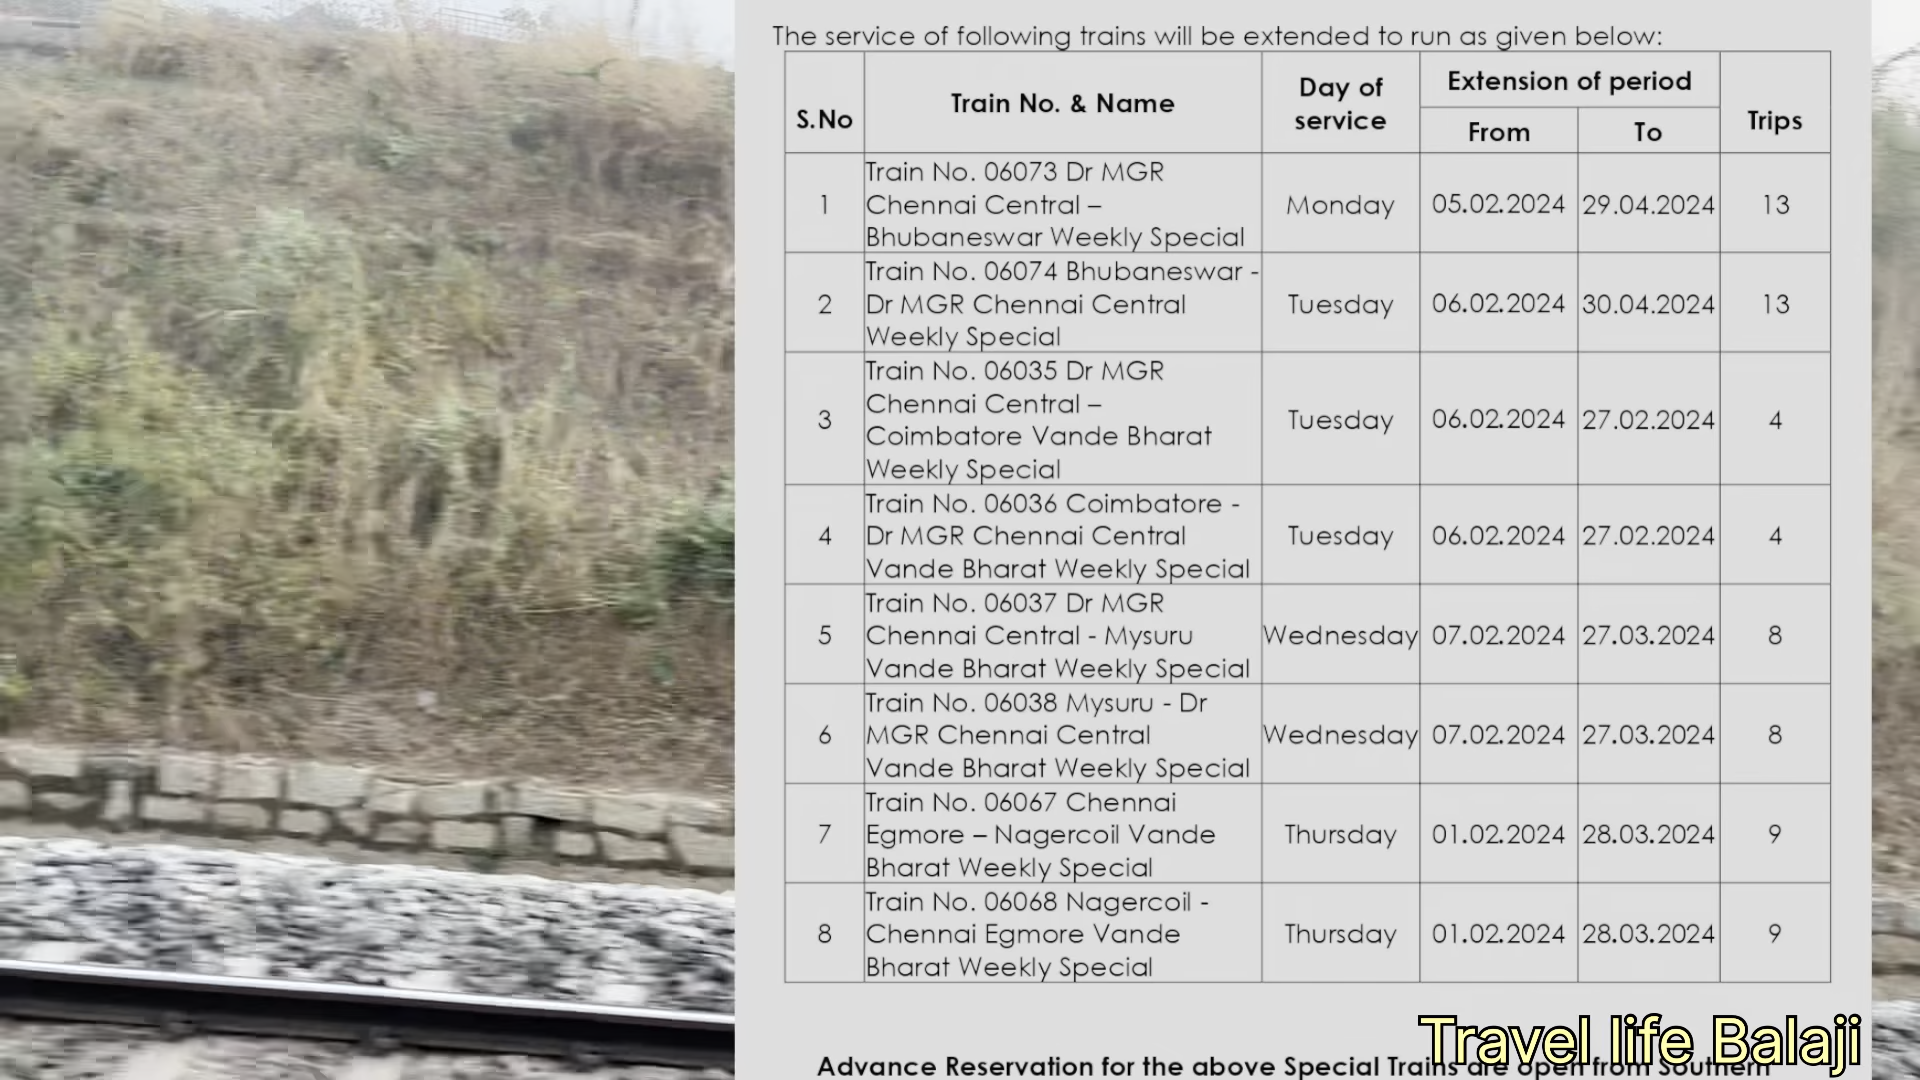 The service of following trains will be extended to run as given below:
S.No
Train No. & Name
Day of
service
Extension of period
From
To
Trips
1
Train No. 06073 Dr MGR
Chennai Central –
Bhubaneswar Weekly Special
Monday
05.02.2024
29.04.2024
13
2
Train No. 06074 Bhubaneswar -
Dr MGR Chennai Central
Weekly Special
Tuesday
06.02.2024
30.04.2024
13
3
Train No. 06035 Dr MGR
Chennai Central –
Coimbatore Vande Bharat
Weekly Special
Tuesday
06.02.2024
27.02.2024
4
4
Train No. 06036 Coimbatore -
Dr MGR Chennai Central
Vande Bharat Weekly Special
Tuesday
06.02.2024
27.02.2024
4
5
Train No. 06037 Dr MGR
Chennai Central - Mysuru
Vande Bharat Weekly Special
Wednesday
07.02.2024
27.03.2024
8
6
Train No. 06038 Mysuru - Dr
MGR Chennai Central
Vande Bharat Weekly Special
Wednesday
07.02.2024
27.03.2024
8
7
Train No. 06067 Chennai
Egmore – Nagercoil Vande
Bharat Weekly Special
Thursday
01.02.2024
28.03.2024
9
8
Train No. 06068 Nagercoil -
Chennai Egmore Vande
Bharat Weekly Special
Thursday
01.02.2024
28.03.2024
9
Advance Reservation for the above Special Trains are open from Southern
Travel life Balaji